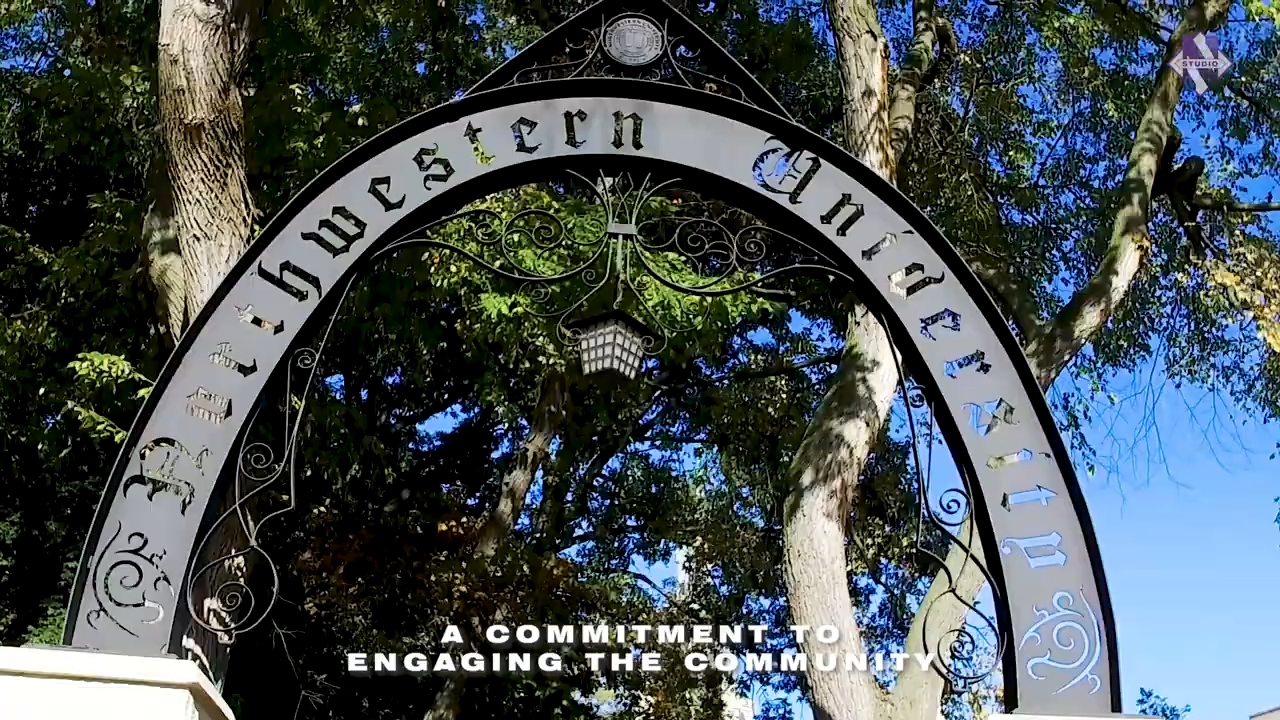 Northwestern University
N
STUDIO
A COMMITMENT TO
ENGAGING THE COMMUNITY